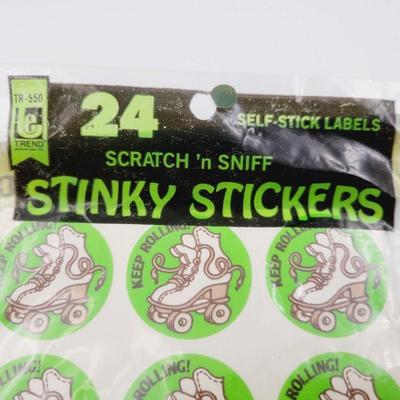 TR-550
TREND
24
SELF-STICK LABELS
SCRATCH 'n SNIFF
STINKY STICKERS
KEEP ROLLING!
KEEP ROLLING!
KEEP ROLLING!
ROLLING!
ROLLING!
ROLLING!